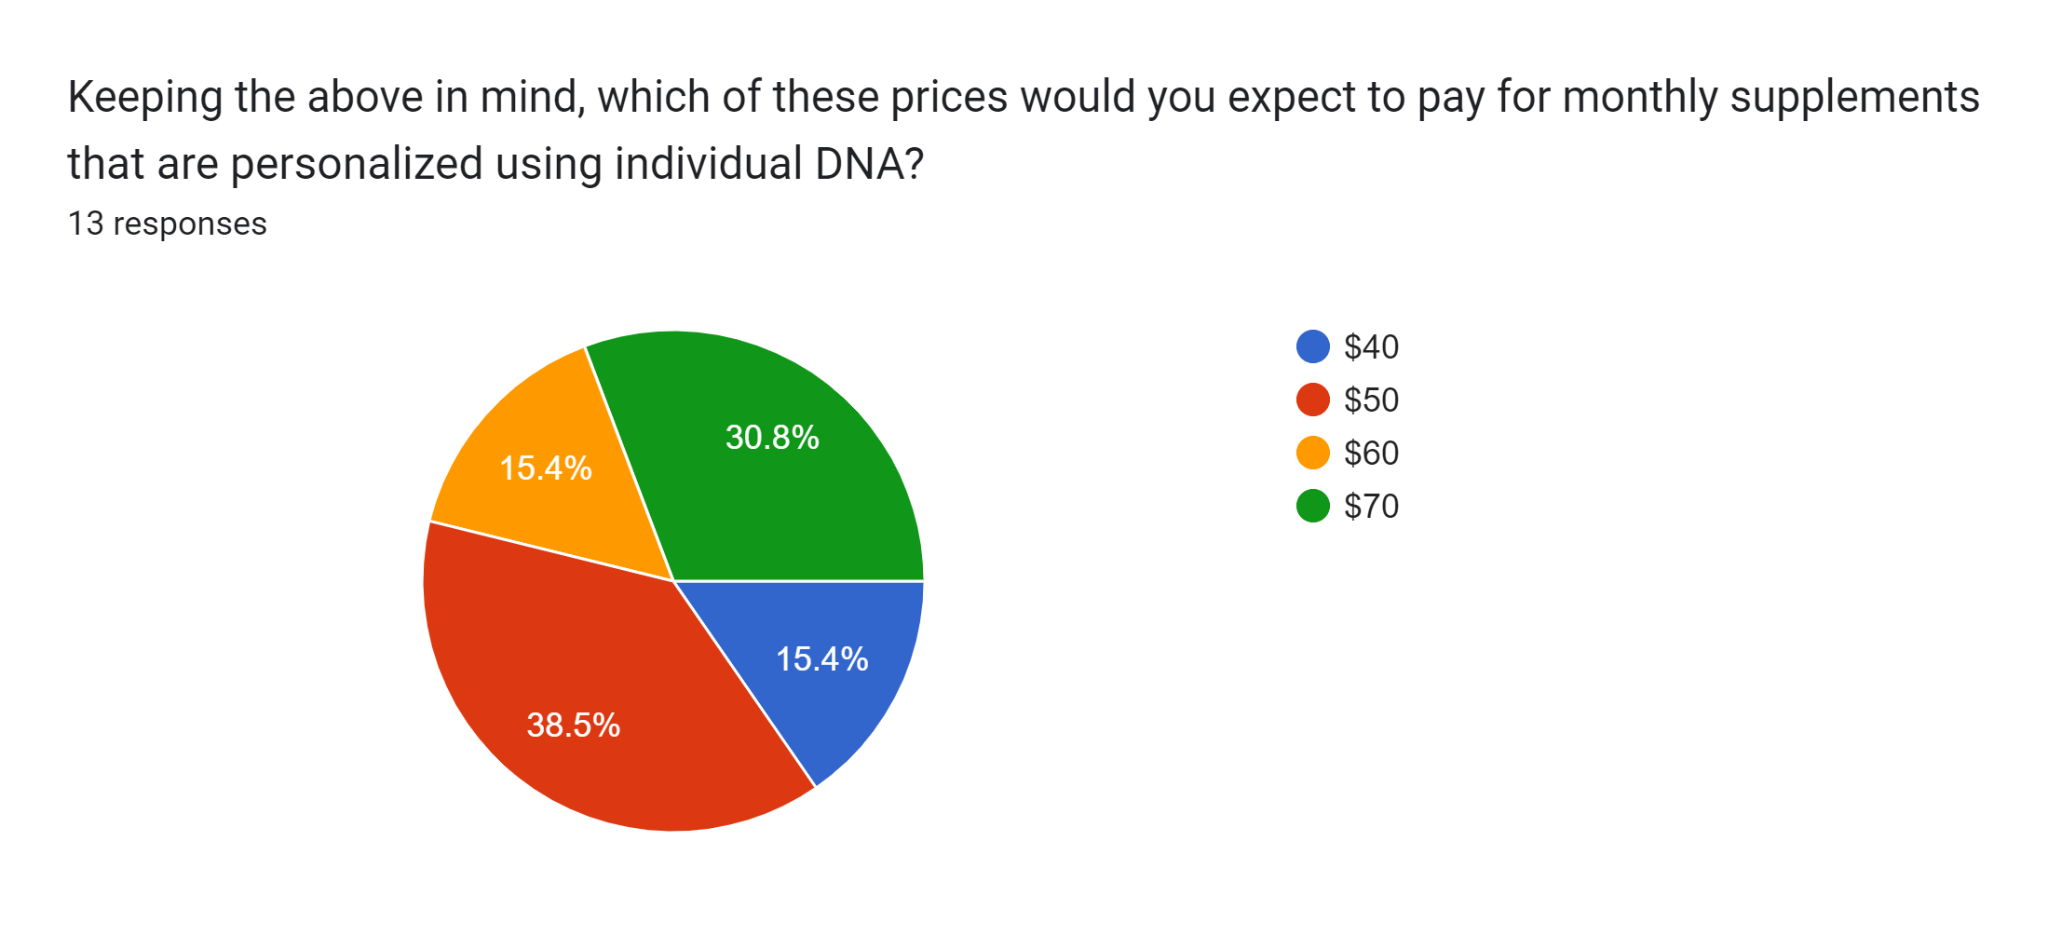 Keeping the above in mind, which of these prices would you expect to pay for monthly supplements
that are personalized using individual DNA?
13 responses
30.8%
15.4%
15.4%
38.5%
$40
$50
$60
$70